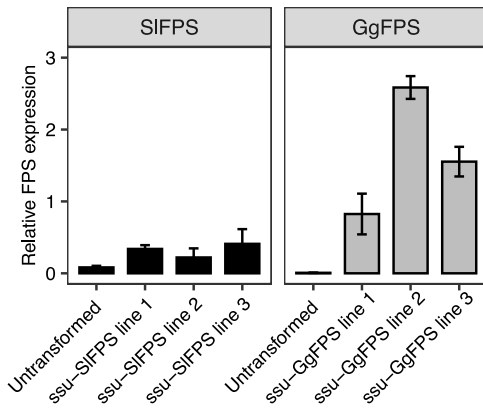 SlFPS
GgFPS
Relative FPS expression
3
2
1
0
Untransformed
ssu−SlFPS line 1
ssu−SlFPS line 2
ssu−SlFPS line 3
Untransformed
ssu−GgFPS line 1
ssu−GgFPS line 2
ssu−GgFPS line 3